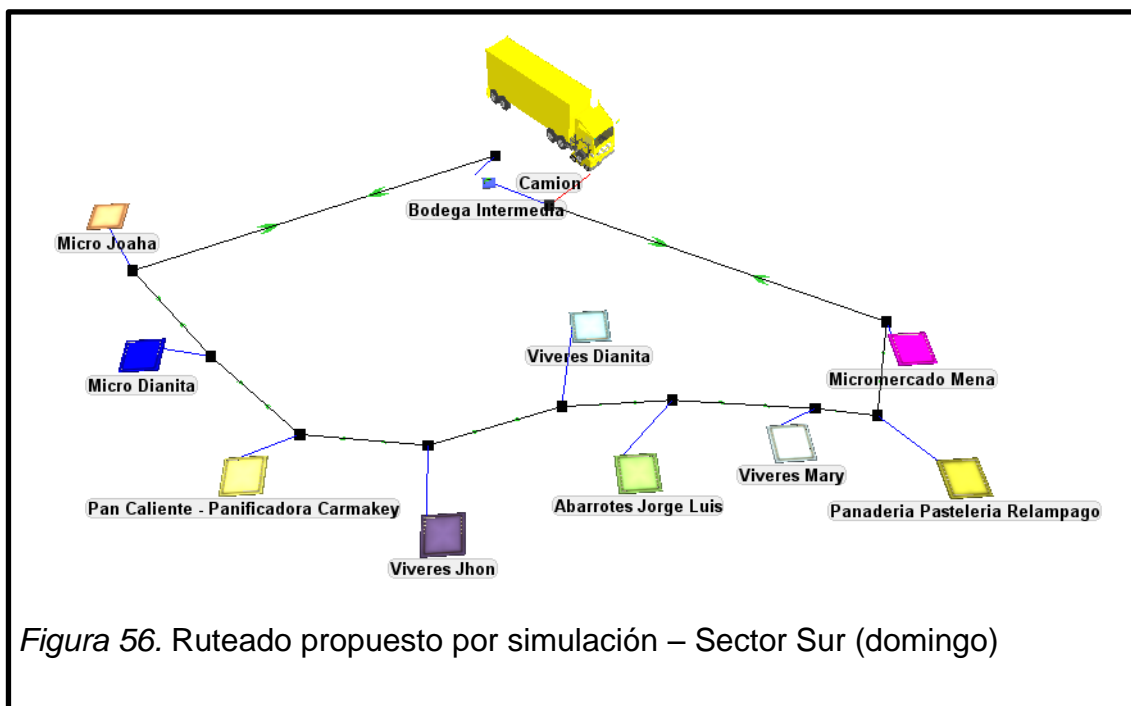 Camion
Bodega Intermedia
Micro Joaha
Viveres Dianita
Micro Dianita
Micromercado Mena
Viveres Mary
Pan Caliente - Panificadora Carmakey
Abarrotes Jorge Luis
Panaderia Pasteleria Relampago
Viveres Jhon
Figura 56. Ruteado propuesto por simulación – Sector Sur (domingo)